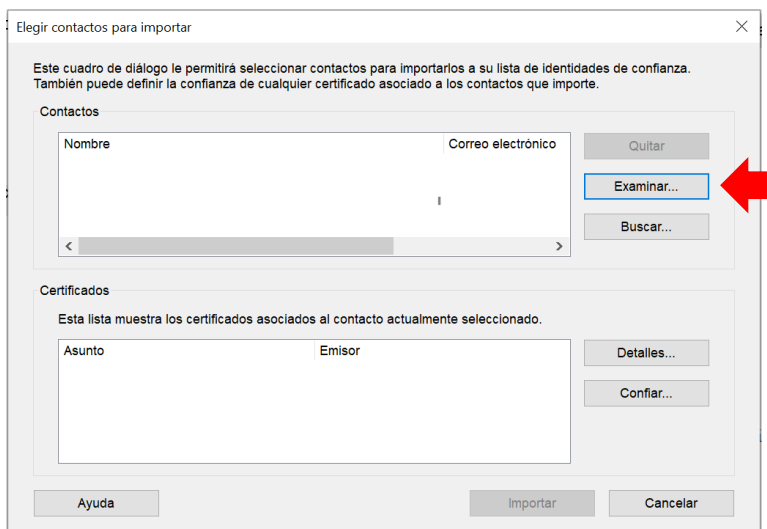 Elegir contactos para importar
Este cuadro de diálogo le permitirá seleccionar contactos para importarlos a su lista de identidades de confianza.
También puede definir la confianza de cualquier certificado asociado a los contactos que importe.
Contactos
Nombre Correo electrónico
Quitar
Examinar...
Buscar...
Certificados
Esta lista muestra los certificados asociados al contacto actualmente seleccionado.
Asunto Emisor
Detalles...
Confiar...
Ayuda Importar Cancelar